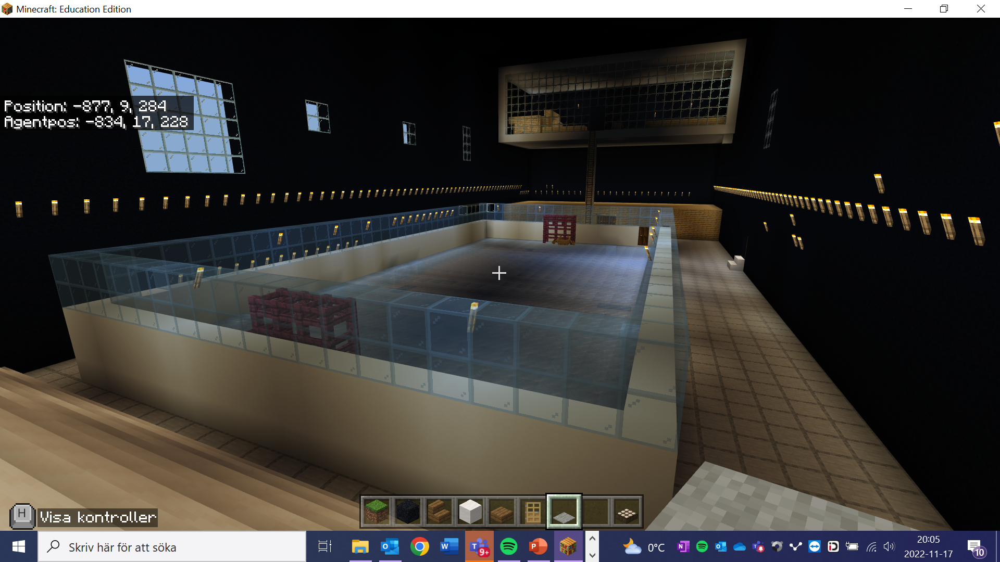 Minecraft: Education Edition
Position: -877, 9, 284
Agentpos: -834, 17, 228
H
Visa kontroller
Skriv här för att söka
9+
0°C
20:05
2022-11-17
10